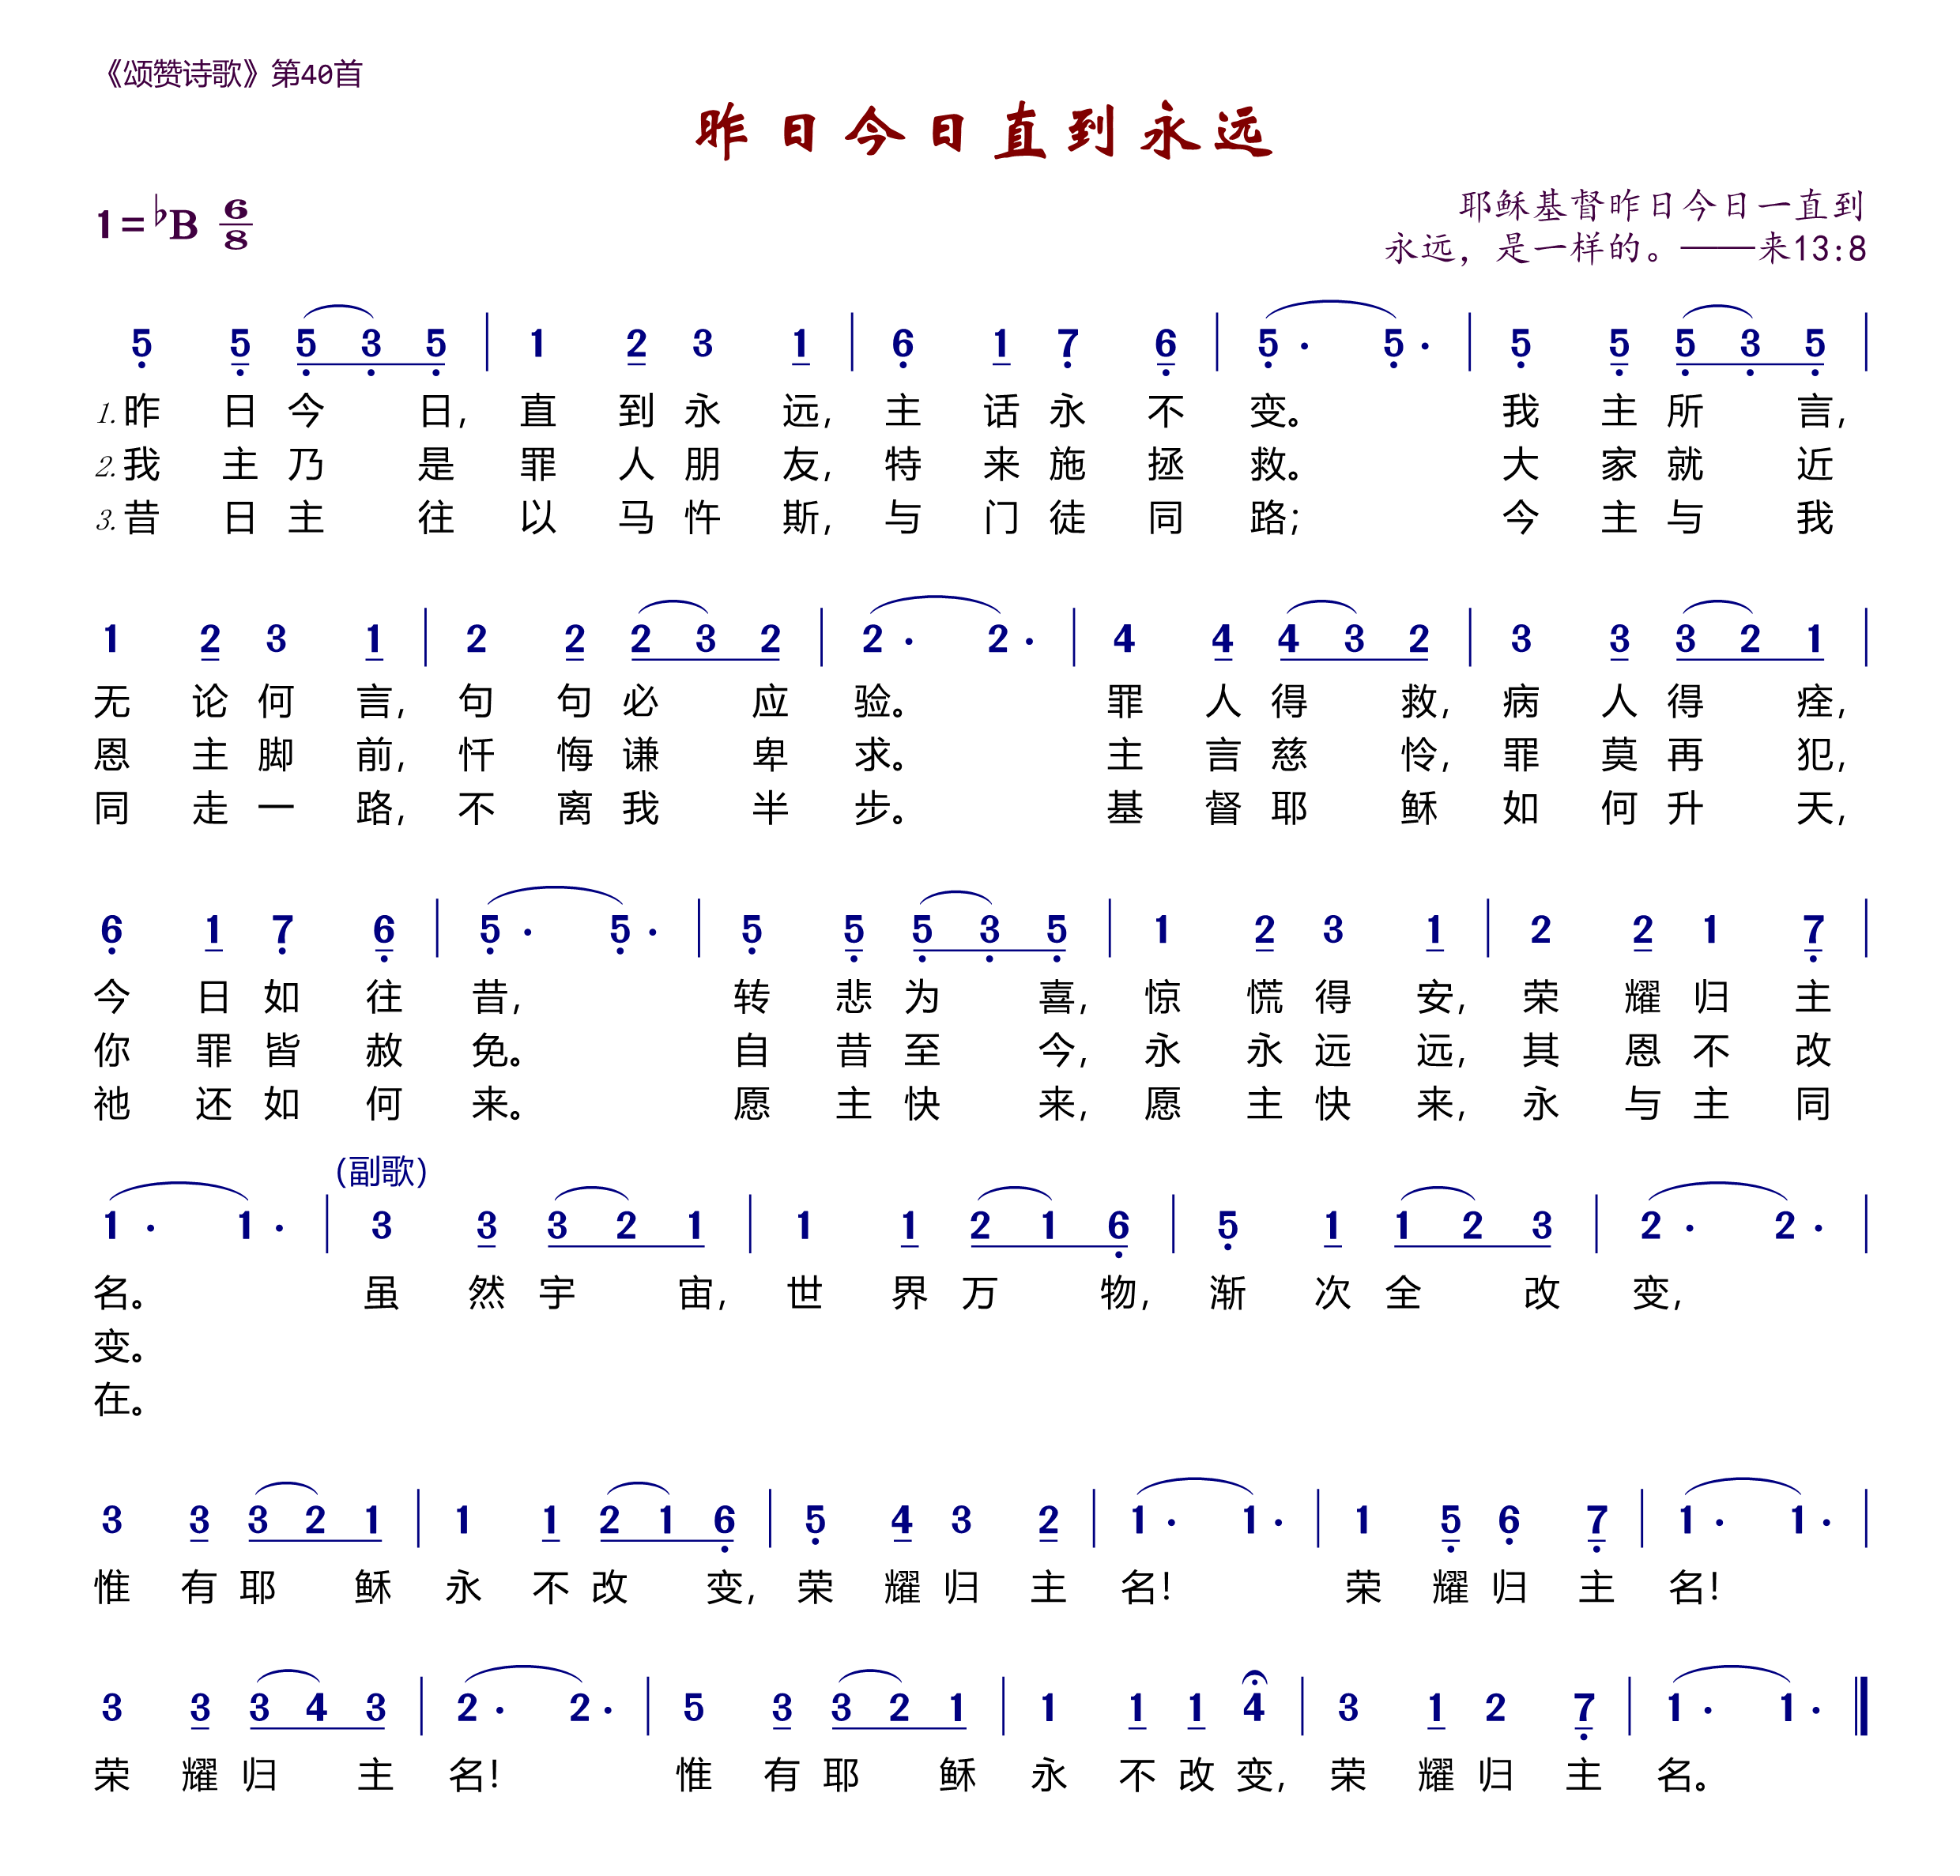 《颂赞诗歌》第40首
昨日今日直到永远
1=♭B 6/8
耶稣基督昨日今日一直到
永远，是一样的。——来13:8
5̣ 5̣ 5̣ 3̣ 5̣ | 1 2 3 1 | 6̣ 1 7̣ 6̣ | 5̣· 5̣· | 5̣ 5̣ 5̣ 3̣ 5̣ |
1.昨日今日，直到永远，主话永不变。我主所言，
2.我主乃是罪人朋友，特来施拯救。大家就近
3.昔日主往以马忤斯，与门徒同路；今主与我
1 2 3 1 | 2 2 2 3 2 | 2· 2· | 4 4 4 3 2 | 3 3 3 2 1 |
无论何言，句句必应验。罪人得救，病人得痊，
恩主脚前，忏悔谦卑求。主言慈怜，罪莫再犯，
同走一路，不离我半步。基督耶稣如何升天，
6̣ 1 7̣ 6̣ | 5̣· 5̣· | 5̣ 5̣ 5̣ 3̣ 5̣ | 1 2 3 1 | 2 2 1 7̣ |
今日如往昔，转悲为喜，惊慌得安，荣耀归主
你罪皆赦免。自昔至今，永永远远，其恩不改
祂还如何来。愿主快来，愿主快来，永与主同
(副歌)
1· 1· | 3 3 3 2 1 | 1 1 2 1 6̣ | 5̣ 1 1 2 3 | 2· 2· |
名。虽然宇宙，世界万物，渐次全改变，
变。
在。
3 3 3 2 1 | 1 1 2 1 6̣ | 5̣ 4 3 2 | 1· 1· | 1 5̣ 6̣ 7̣ | 1· 1· |
惟有耶稣永不改变，荣耀归主名！荣耀归主名！
3 3 3 4 3 | 2· 2· | 5 3 3 2 1 | 1 1 1 4 | 3 1 2 7̣ | 1· 1· ‖
荣耀归主名！惟有耶稣永不改变，荣耀归主名。